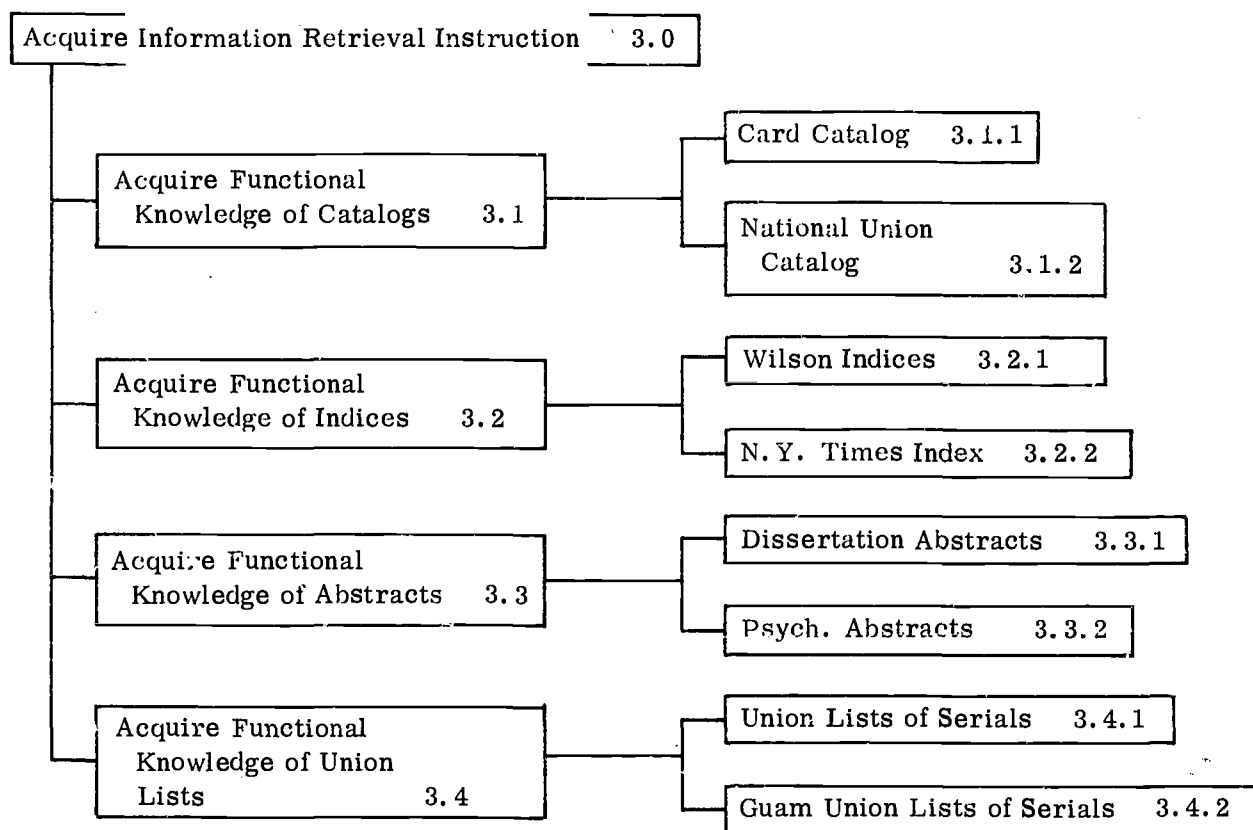 Acquire Information Retrieval Instruction 3.0
Acquire Functional
Knowledge of Catalogs 3.1
Card Catalog 3.1.1
National Union
Catalog 3.1.2
Acquire Functional
Knowledge of Indices 3.2
Wilson Indices 3.2.1
N.Y. Times Index 3.2.2
Acquire Functional
Knowledge of Abstracts 3.3
Dissertation Abstracts 3.3.1
Psych. Abstracts 3.3.2
Acquire Functional
Knowledge of Union
Lists 3.4
Union Lists of Serials 3.4.1
Guam Union Lists of Serials 3.4.2